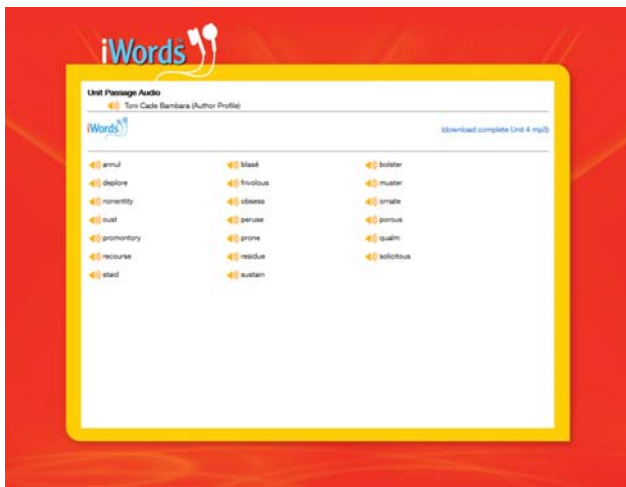 iWords
Unit Passage Audio
Toni Cade Bambara (Author Profile)
iWords
(download complete Unit 4 mp3)
annul blasé bolster
deplore frivolous muster
nonentity obsess ornate
oust peruse porous
promontory prone qualm
recourse residue solicitous
staid sustain